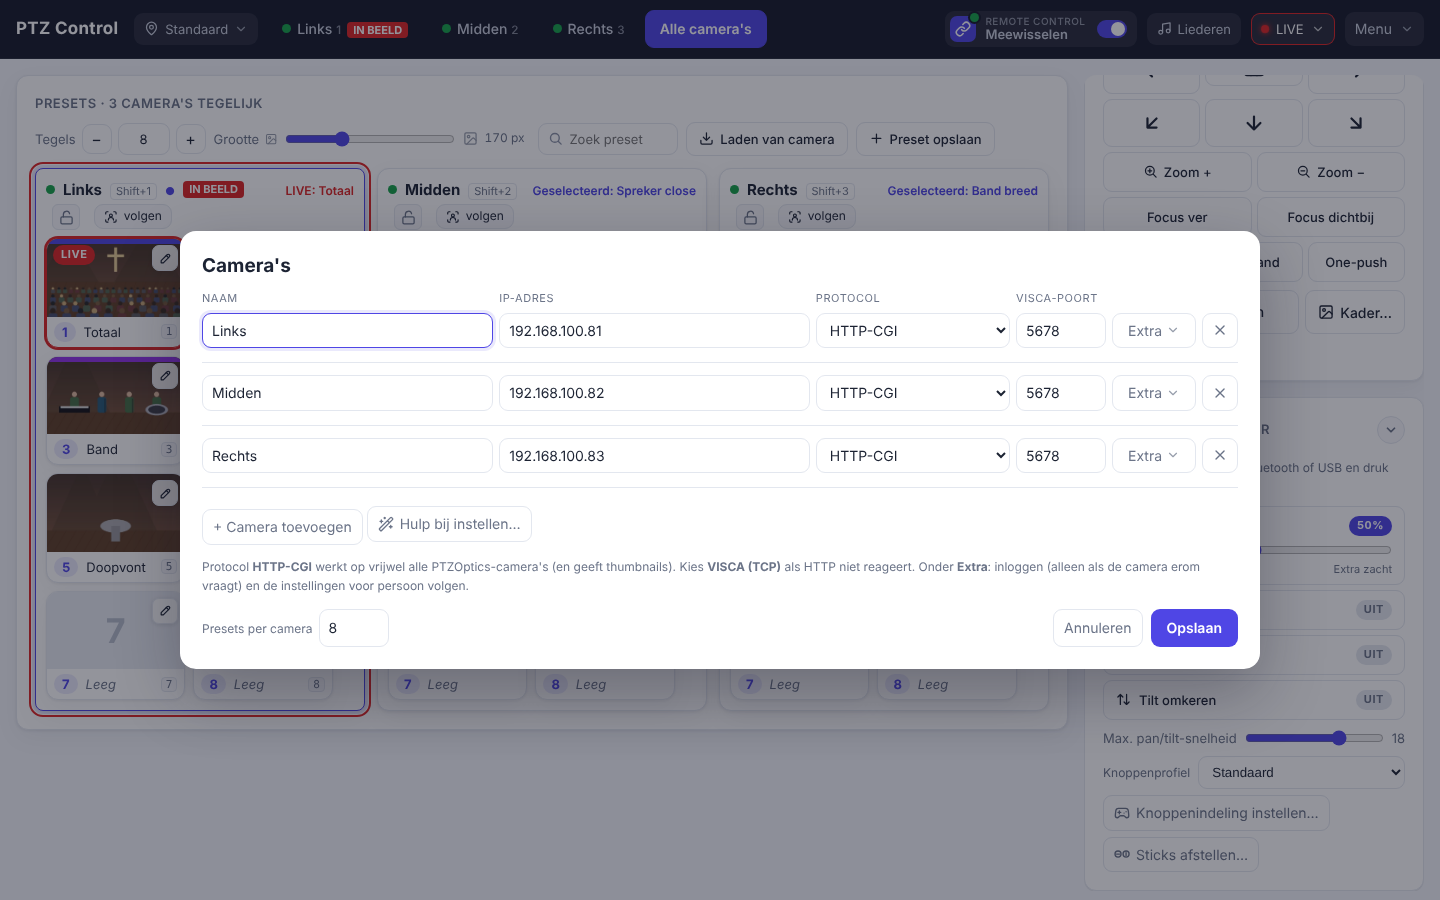 PTZ Control
Standaard
Links 1 IN BEELD
Midden 2
Rechts 3
Alle camera's
REMOTE CONTROL
Meewisselen
Liederen
LIVE
Menu
PRESETS · 3 CAMERA'S TEGELIJK
Tegels − 8 + Grootte 170 px Zoek preset Laden van camera + Preset opslaan
Links Shift+1 IN BEELD LIVE: Totaal
volgen
Midden Shift+2 Geselecteerd: Spreker close
volgen
Rechts Shift+3 Geselecteerd: Band breed
volgen
LIVE
1 Totaal 1
3 Band 3
5 Doopvont 5
7
7 Leeg 7
8 Leeg 8
7 Leeg
8 Leeg
7 Leeg
8 Leeg
Camera's
NAAM IP-ADRES PROTOCOL VISCA-POORT
Links 192.168.100.81 HTTP-CGI 5678 Extra
Midden 192.168.100.82 HTTP-CGI 5678 Extra
Rechts 192.168.100.83 HTTP-CGI 5678 Extra
+ Camera toevoegen Hulp bij instellen...
Protocol HTTP-CGI werkt op vrijwel alle PTZOptics-camera's (en geeft thumbnails). Kies VISCA (TCP) als HTTP niet reageert. Onder Extra: inloggen (alleen als de camera erom
vraagt) en de instellingen voor persoon volgen.
Presets per camera 8 Annuleren Opslaan
Zoom + Zoom −
Focus ver Focus dichtbij
One-push
Kader...
R
en druk
50%
Extra zacht
UIT
UIT
Tilt omkeren UIT
Max. pan/tilt-snelheid 18
Knoppenprofiel Standaard
Knoppenindeling instellen...
Sticks afstellen...